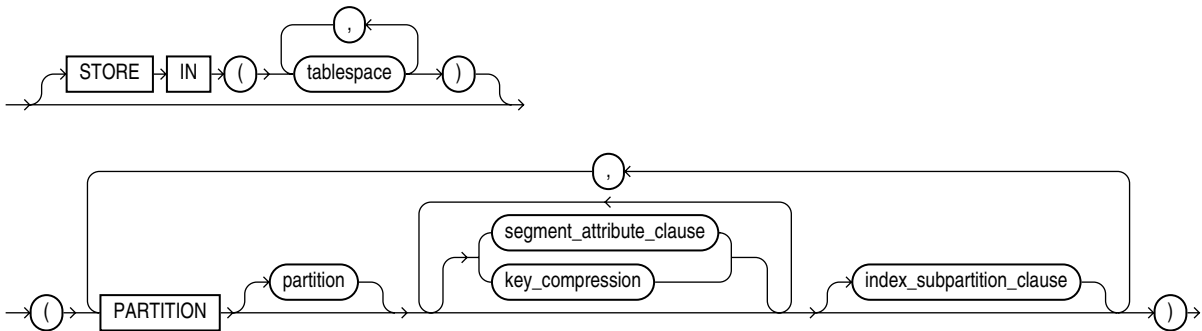 ,
STORE IN ( tablespace )
,
segment_attribute_clause
partition key_compression index_subpartition_clause
( PARTITION )